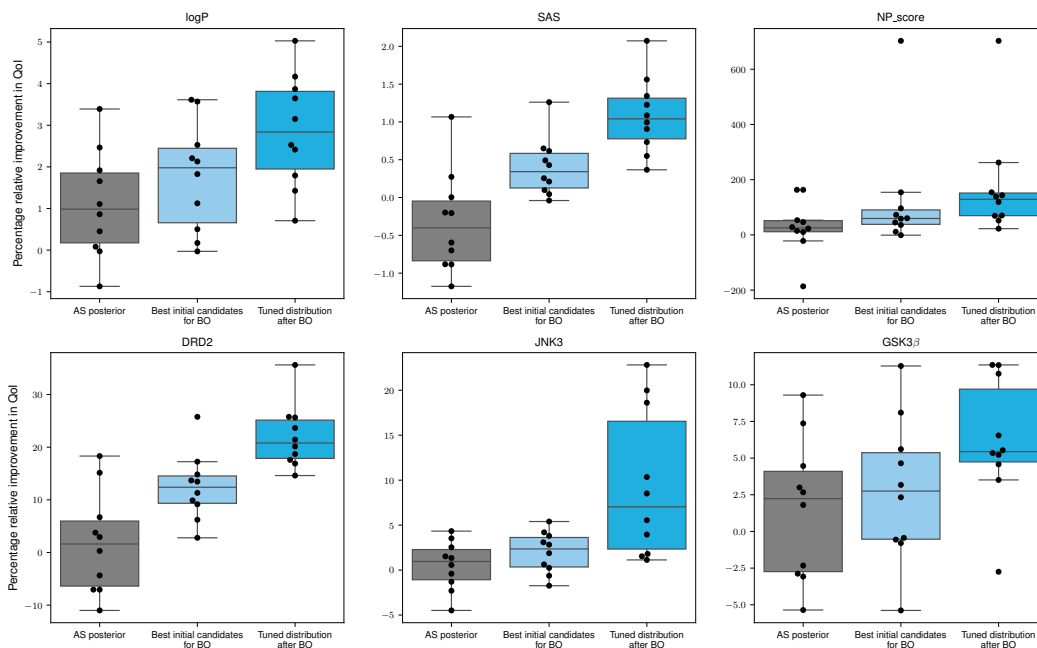 logP
SAS
NP_score
Percentage relative improvement in QoI
5
4
3
2
1
0
−1
2.0
1.5
1.0
0.5
0.0
−0.5
−1.0
600
400
200
0
−200
AS posterior
Best initial candidates
for BO
Tuned distribution
after BO
AS posterior
Best initial candidates
for BO
Tuned distribution
after BO
AS posterior
Best initial candidates
for BO
Tuned distribution
after BO
DRD2
JNK3
GSK3β
Percentage relative improvement in QoI
30
20
10
0
−10
20
15
10
5
0
−5
10.0
7.5
5.0
2.5
0.0
−2.5
−5.0
AS posterior
Best initial candidates
for BO
Tuned distribution
after BO
AS posterior
Best initial candidates
for BO
Tuned distribution
after BO
AS posterior
Best initial candidates
for BO
Tuned distribution
after BO